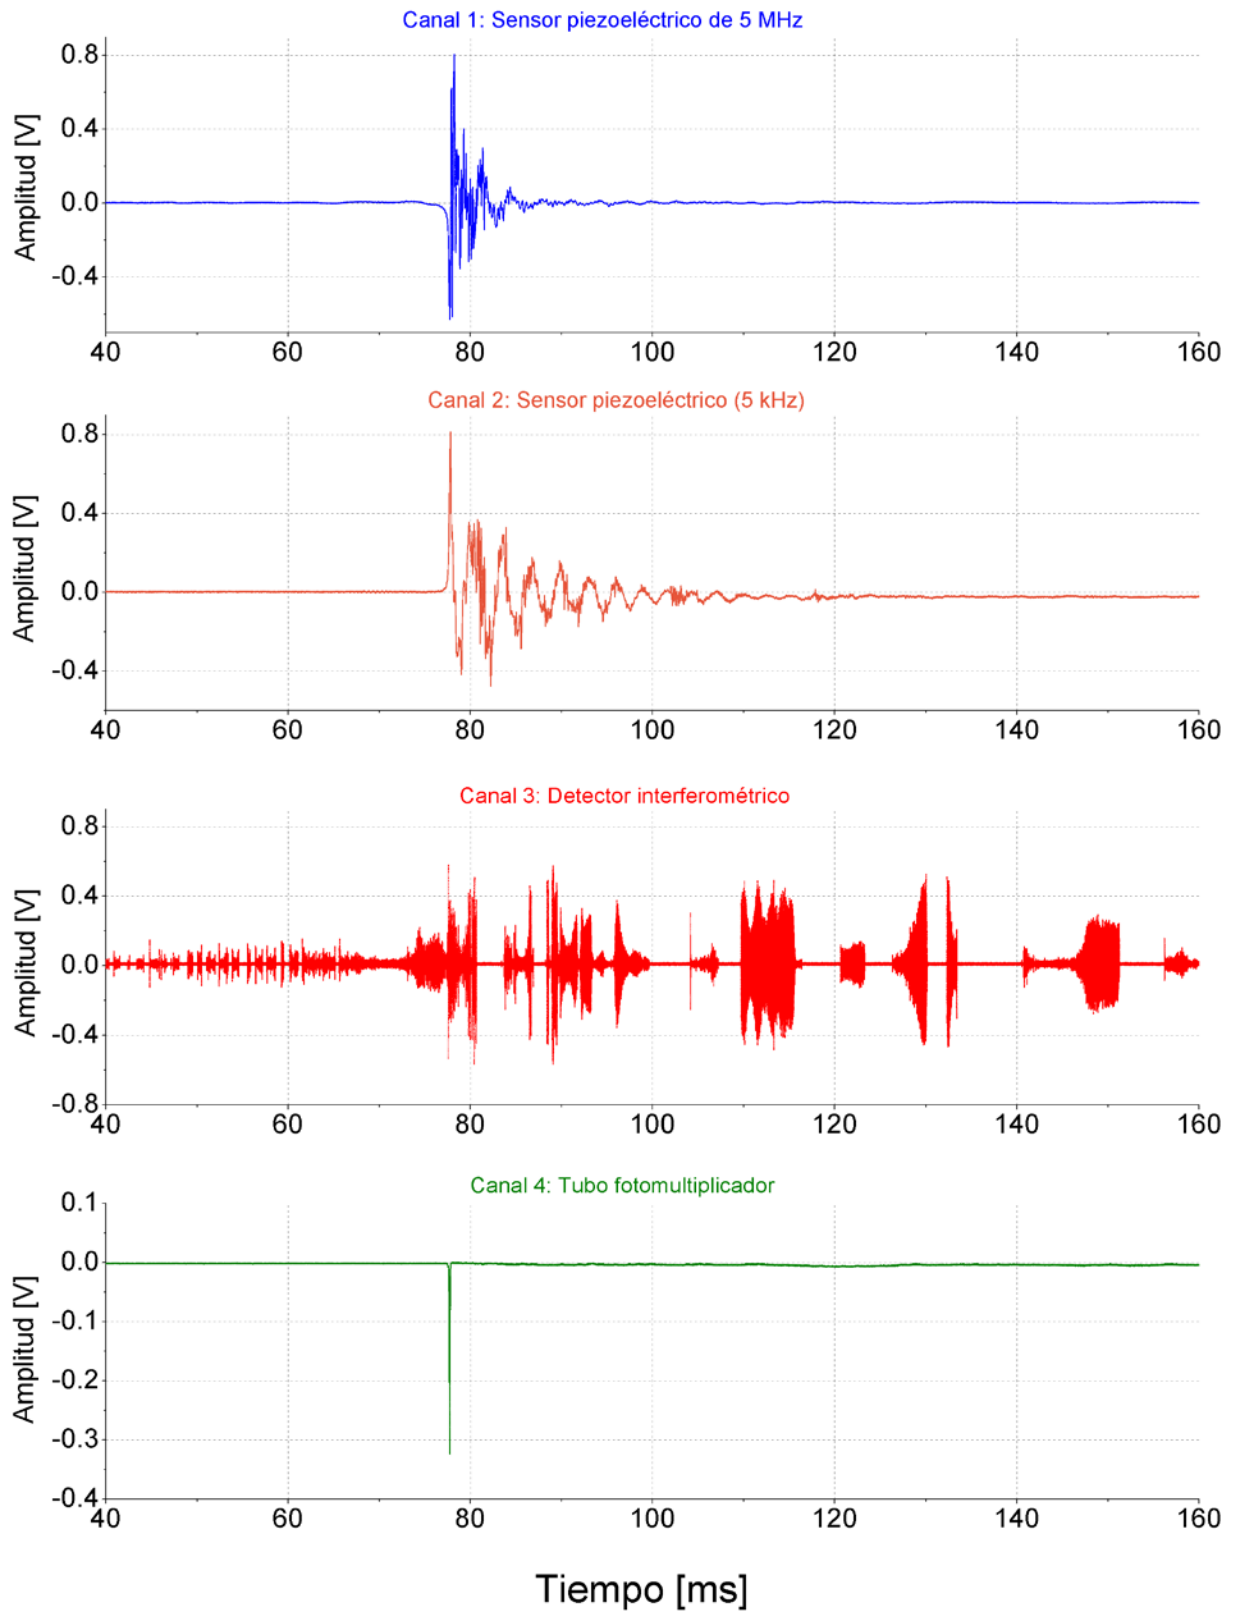 Canal 1: Sensor piezoeléctrico de 5 MHz
Amplitud [V]
0.8
0.4
0.0
-0.4
40 60 80 100 120 140 160
Canal 2: Sensor piezoeléctrico (5 kHz)
Amplitud [V]
0.8
0.4
0.0
-0.4
40 60 80 100 120 140 160
Canal 3: Detector interferométrico
Amplitud [V]
0.8
0.4
0.0
-0.4
-0.8
40 60 80 100 120 140 160
Canal 4: Tubo fotomultiplicador
Amplitud [V]
0.1
0.0
-0.1
-0.2
-0.3
-0.4
40 60 80 100 120 140 160
Tiempo [ms]